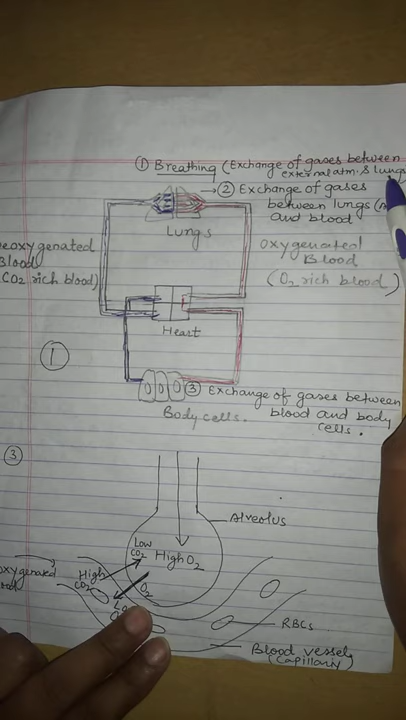 ① Breathing (Exchange of gases between
external atm. & lungs
→ ② Exchange of gases
between lungs
and blood
Lungs
eoxygenated
Blood
CO2 rich blood)
Oxygenated
Blood
(O2 rich blood)
Heart
①
③ Exchange of gases between
blood and body
cells.
Body cells.
③
Alveolus
Low
CO2
High O2
High
CO2
O2
RBCs
Blood vessel
(Capillary)